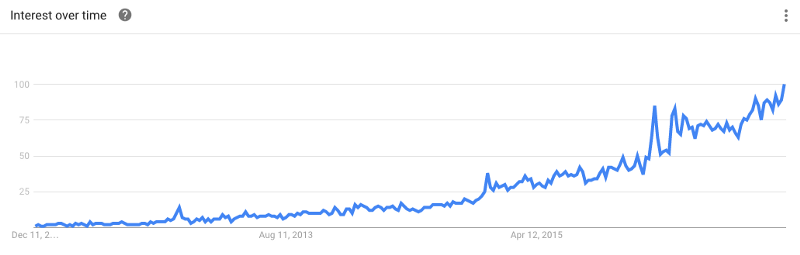 Interest over time ?
100
75
50
25
Dec 11, 2...
Aug 11, 2013
Apr 12, 2015